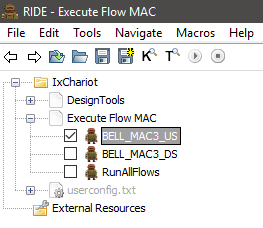 RIDE - Execute Flow MAC
File Edit Tools Navigate Macros Help
K T
IxChariot
DesignTools
Execute Flow MAC
BELL_MAC3_US
BELL_MAC3_DS
RunAllFlows
userconfig.txt
External Resources